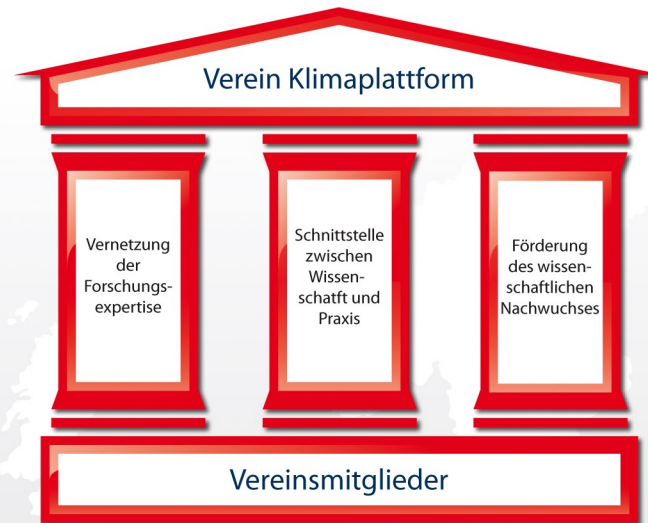 Verein Klimaplattform
Vernetzung
der
Forschungs-
expertise
Schnittstelle
zwischen
Wissen-
schatft und
Praxis
Förderung
des wissen-
schaftlichen
Nachwuchses
Vereinsmitglieder